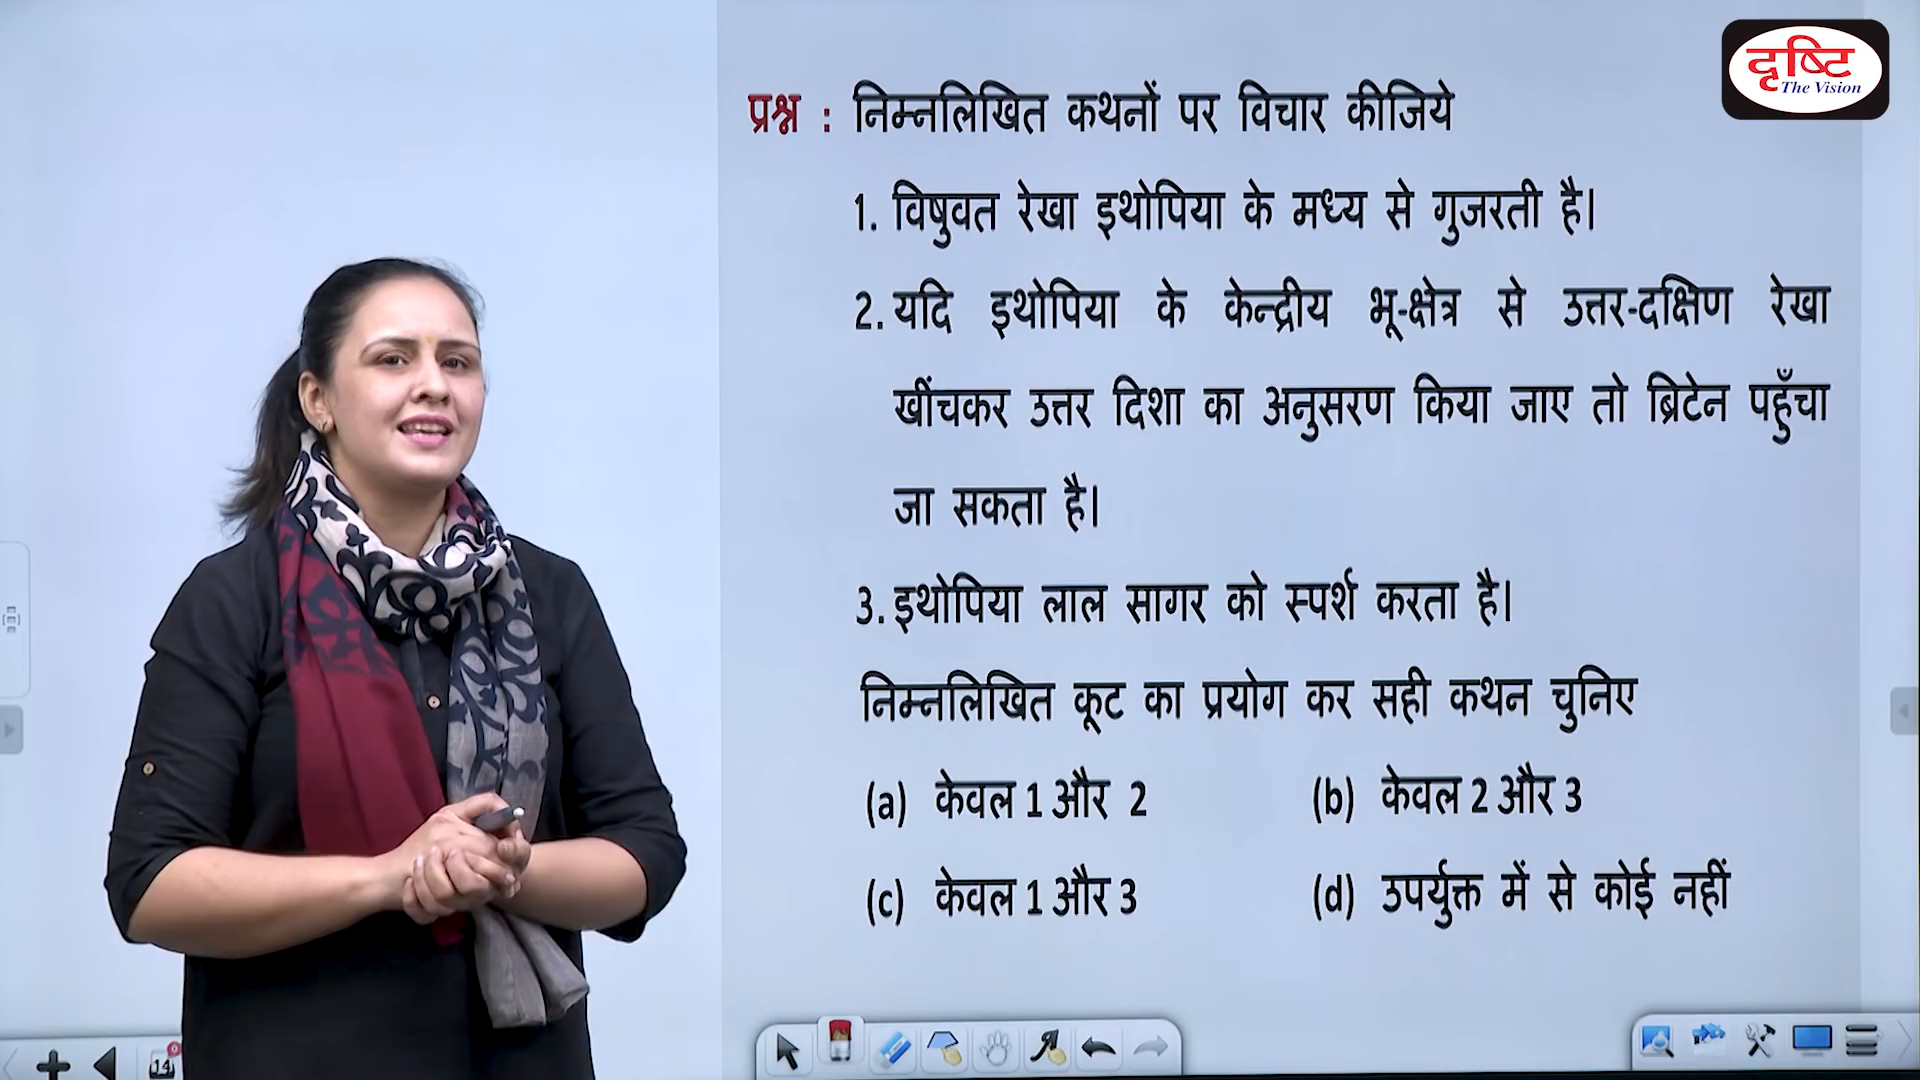 दृष्टि
The Vision
प्रश्न : निम्नलिखित कथनों पर विचार कीजिये
1. विषुवत रेखा इथोपिया के मध्य से गुजरती है।
2. यदि इथोपिया के केन्द्रीय भू-क्षेत्र से उत्तर-दक्षिण रेखा
खींचकर उत्तर दिशा का अनुसरण किया जाए तो ब्रिटेन पहुँचा
जा सकता है।
3. इथोपिया लाल सागर को स्पर्श करता है।
निम्नलिखित कूट का प्रयोग कर सही कथन चुनिए
(a) केवल 1 और 2 (b) केवल 2 और 3
(c) केवल 1 और 3 (d) उपर्युक्त में से कोई नहीं
14
0